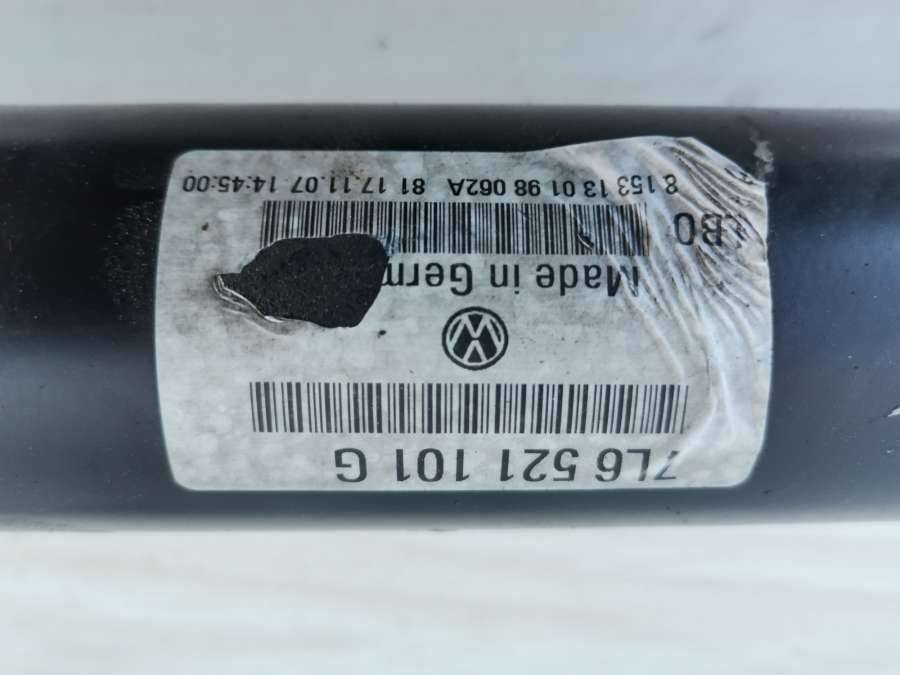 7L6 521 101 G
Made in Germ
8 153 13 01 98 062A 81 17.11.07 14:45:00